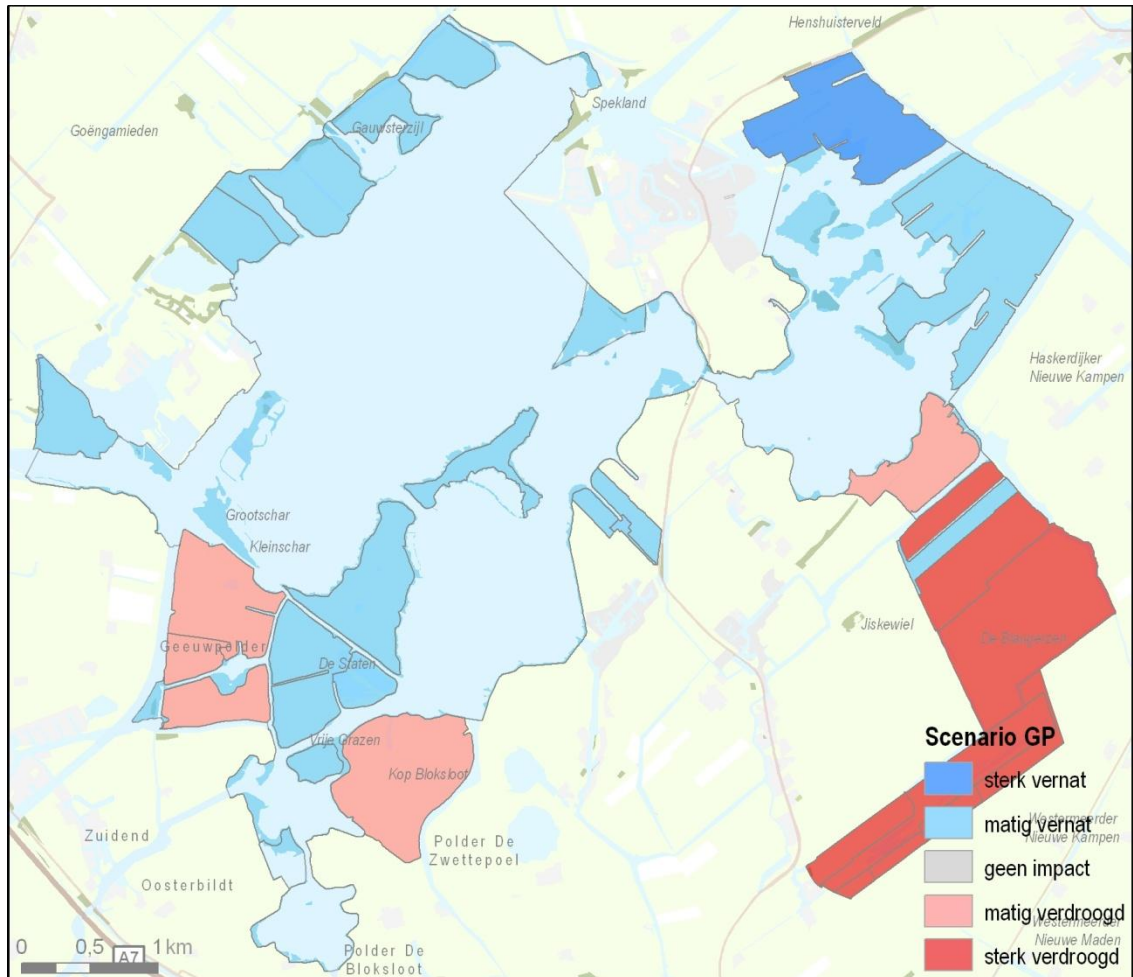 Henshuisterveld
Spekland
Goëngamieden
Gauwsterzijl
Haskerdijker
Nieuwe Kampen
Grootschar
Kleinschar
Jiskewiel
Geeuwpolder
De Staten
Vrije Grazen
Kop Bloksloot
Zuidend
Polder De
Zwettepoel
Oosterbildt
Polder De
Bloksloot
Scenario GP
sterk vernat
matig vernat
geen impact
matig verdroogd
sterk verdroogd
Westermeerder
Nieuwe Kampen
Westermeerder
Nieuwe Maden
0 0,5 1 km
A7